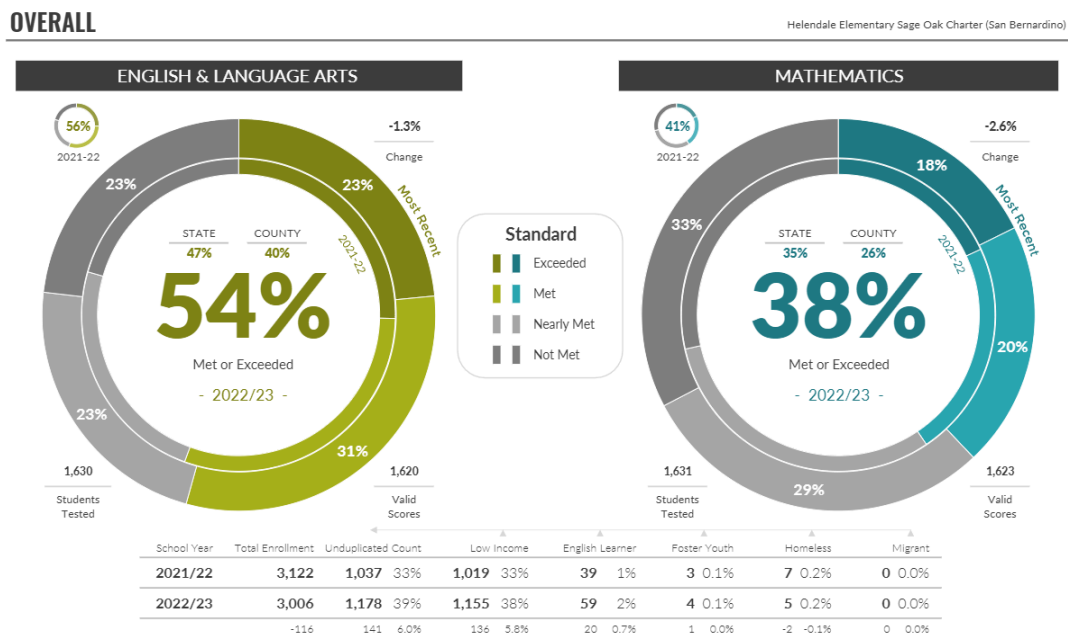 OVERALL
Helendale Elementary Sage Oak Charter (San Bernardino)
ENGLISH & LANGUAGE ARTS
56%
2021-22
-1.3%
Change
23%
23%
Most Recent
2021-22
STATE COUNTY
47% 40%
54%
Met or Exceeded
- 2022/23 -
23%
31%
1,630
Students
Tested
1,620
Valid
Scores
Standard
Exceeded
Met
Nearly Met
Not Met
MATHEMATICS
41%
2021-22
-2.6%
Change
18%
33%
Most Recent
2021-22
STATE COUNTY
35% 26%
38%
Met or Exceeded
- 2022/23 -
20%
29%
1,631
Students
Tested
1,623
Valid
Scores
School Year Total Enrollment Unduplicated Count Low Income English Learner Foster Youth Homeless Migrant
2021/22 3,122 1,037 33% 1,019 33% 39 1% 3 0.1% 7 0.2% 0 0.0%
2022/23 3,006 1,178 39% 1,155 38% 59 2% 4 0.1% 5 0.2% 0 0.0%
-116 141 6.0% 136 5.8% 20 0.7% 1 0.0% -2 -0.1% 0 0.0%